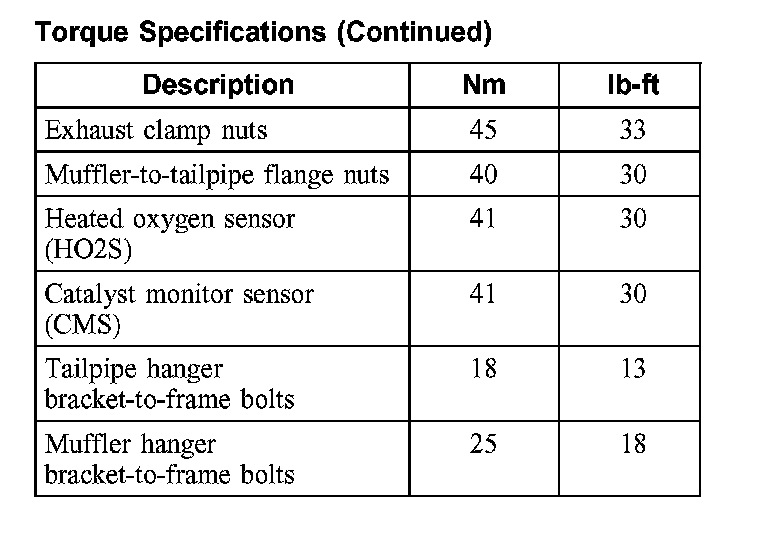 Torque Specifications (Continued)
Description Nm lb-ft
Exhaust clamp nuts 45 33
Muffler-to-tailpipe flange nuts 40 30
Heated oxygen sensor 41 30
(HO2S)
Catalyst monitor sensor 41 30
(CMS)
Tailpipe hanger 18 13
bracket-to-frame bolts
Muffler hanger 25 18
bracket-to-frame bolts